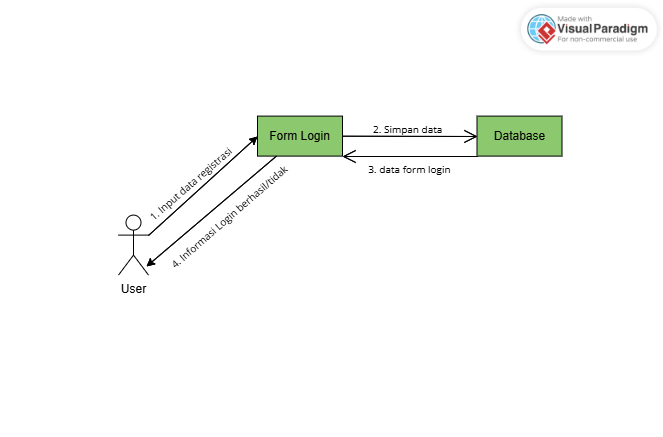 Made with
Visual Paradigm
For non-commercial use
Form Login
2. Simpan data
Database
3. data form login
1. Input data registrasi
4. Informasi Login berhasil/tidak
User